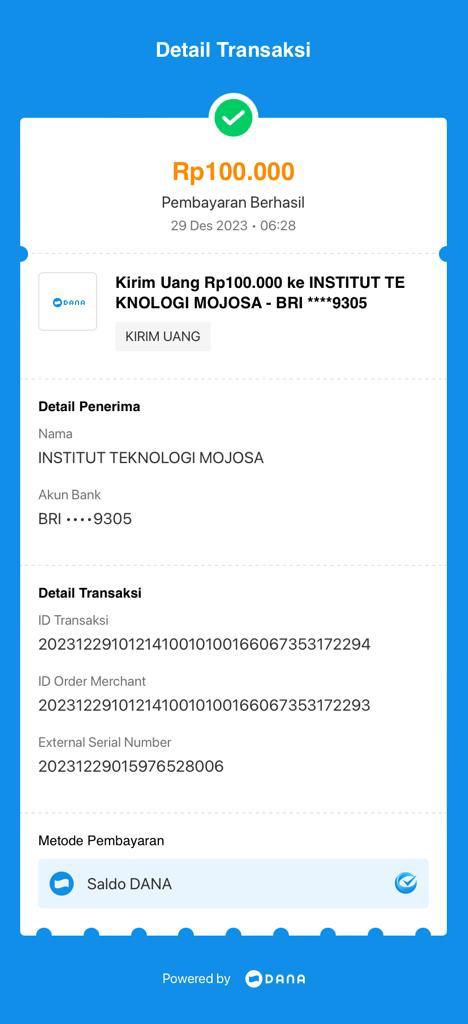 Detail Transaksi
Rp100.000
Pembayaran Berhasil
29 Des 2023 • 06:28
DANA
Kirim Uang Rp100.000 ke INSTITUT TE
KNOLOGI MOJOSA - BRI ****9305
KIRIM UANG
Detail Penerima
Nama
INSTITUT TEKNOLOGI MOJOSA
Akun Bank
BRI ••••9305
Detail Transaksi
ID Transaksi
2023122910121410010100166067353172294
ID Order Merchant
2023122910121410010100166067353172293
External Serial Number
20231229015976528006
Metode Pembayaran
Saldo DANA
Powered by DANA